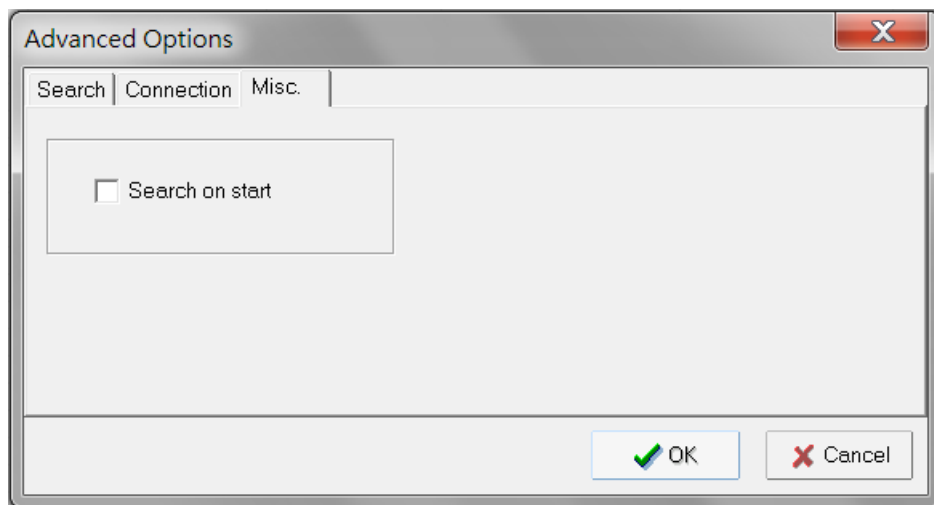 Advanced Options
Search Connection Misc.
Search on start
OK Cancel